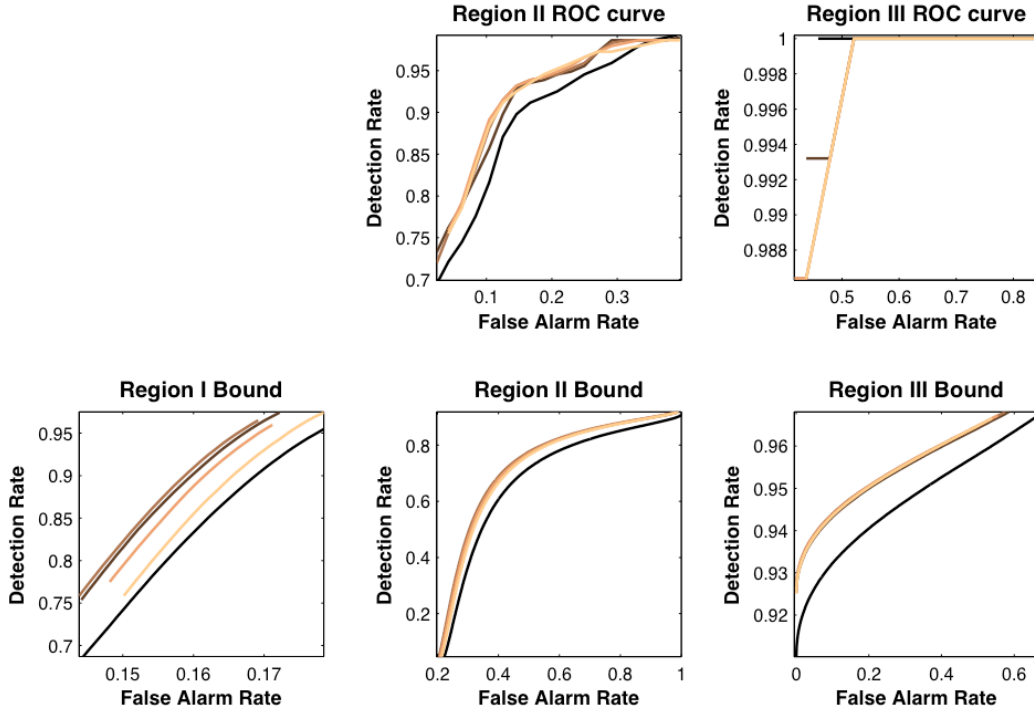 Region II ROC curve
Region III ROC curve
0.95
0.9
0.85
0.8
0.75
0.7
Detection Rate
0.1 0.2 0.3
False Alarm Rate
1
0.998
0.996
0.994
0.992
0.99
0.988
Detection Rate
0.5 0.6 0.7 0.8
False Alarm Rate
Region I Bound
Region II Bound
Region III Bound
0.95
0.9
0.85
0.8
0.75
0.7
Detection Rate
0.15 0.16 0.17
False Alarm Rate
0.8
0.6
0.4
0.2
Detection Rate
0.2 0.4 0.6 0.8 1
False Alarm Rate
0.96
0.95
0.94
0.93
0.92
Detection Rate
0 0.2 0.4 0.6
False Alarm Rate